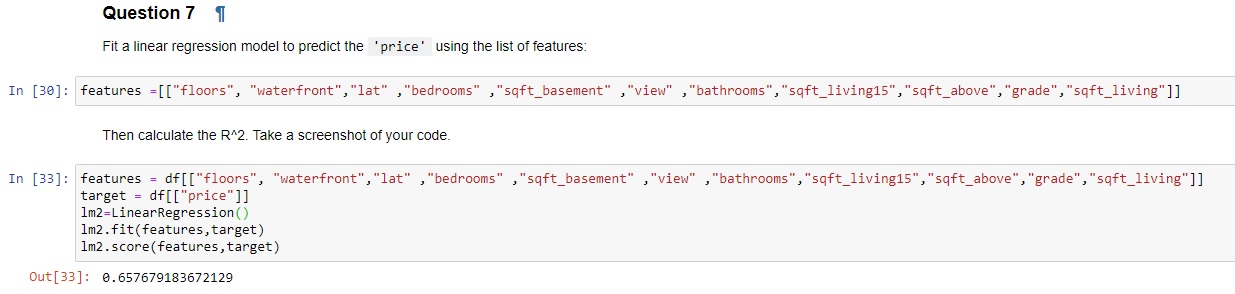 Question 7 ¶
Fit a linear regression model to predict the 'price' using the list of features:
In [30]: features =[["floors", "waterfront","lat" ,"bedrooms" ,"sqft_basement" ,"view" ,"bathrooms","sqft_living15","sqft_above","grade","sqft_living"]]
Then calculate the R^2. Take a screenshot of your code.
In [33]: features = df[["floors", "waterfront","lat" ,"bedrooms" ,"sqft_basement" ,"view" ,"bathrooms","sqft_living15","sqft_above","grade","sqft_living"]]
target = df[["price"]]
lm2=LinearRegression()
lm2.fit(features,target)
lm2.score(features,target)
Out[33]: 0.657679183672129